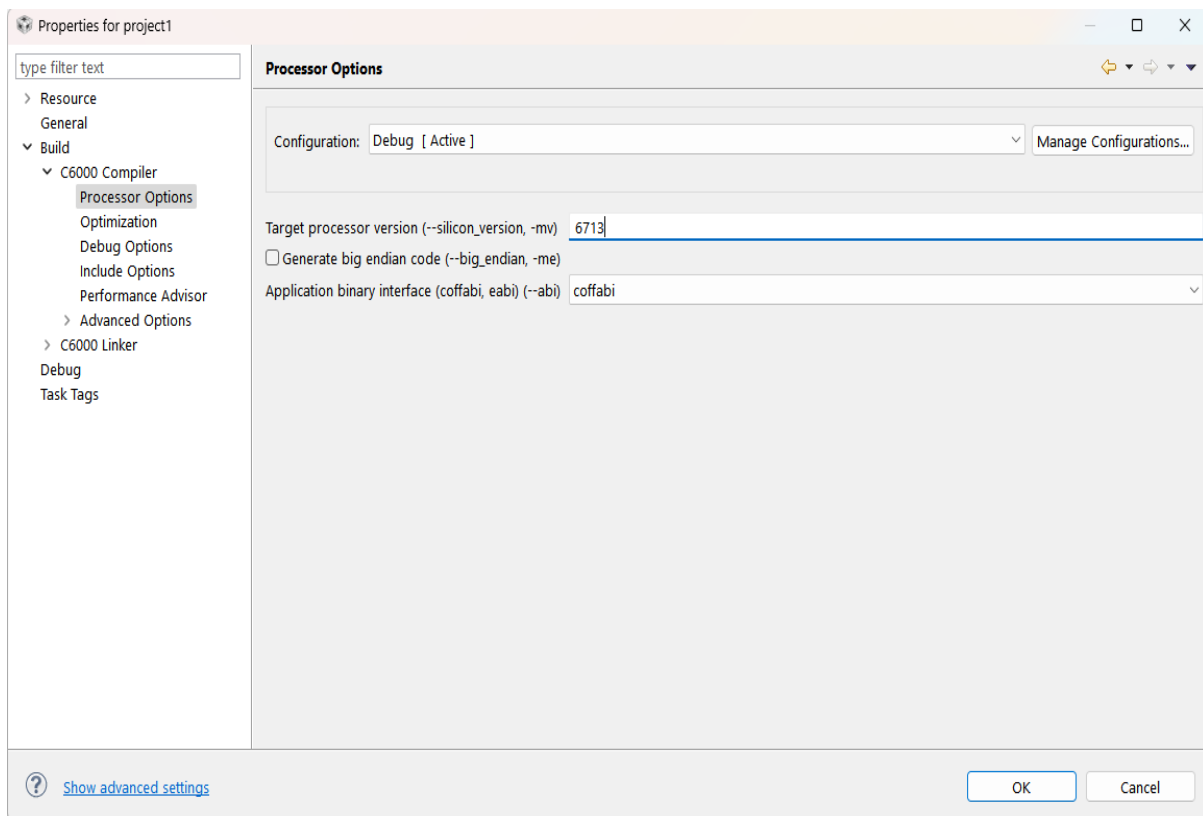 Properties for project1
type filter text
Resource
General
Build
C6000 Compiler
Processor Options
Optimization
Debug Options
Include Options
Performance Advisor
Advanced Options
C6000 Linker
Debug
Task Tags
Processor Options
Configuration: Debug [ Active ] Manage Configurations...
Target processor version (--silicon_version, -mv) 6713
Generate big endian code (--big_endian, -me)
Application binary interface (coffabi, eabi) (--abi) coffabi
? Show advanced settings
OK Cancel